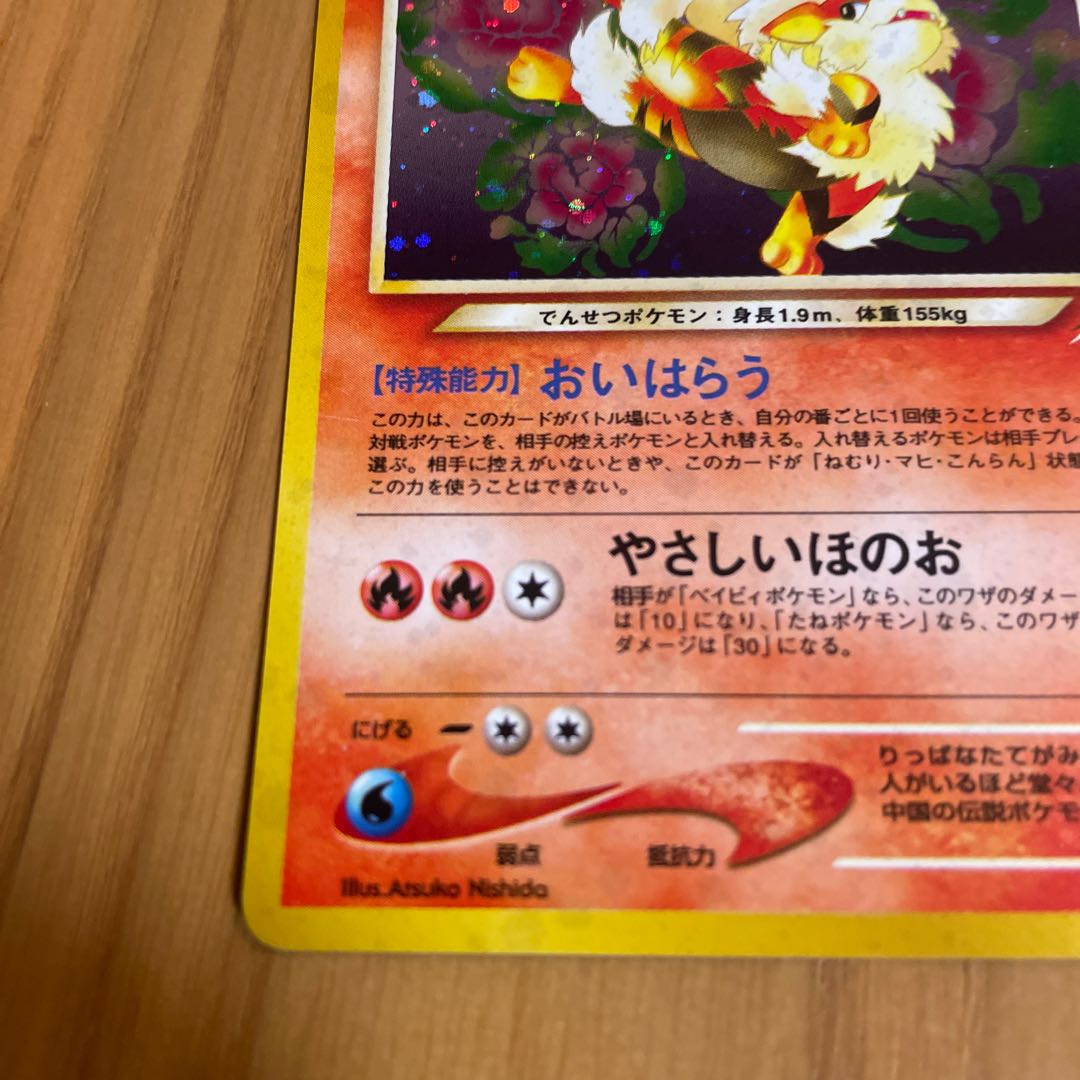 でんせつポケモン：身長1.9m、体重155kg
【特殊能力】おいはらう
この力は、このカードがバトル場にいるとき、自分の番ごとに1回使うことができる。
対戦ポケモンを、相手の控えポケモンと入れ替える。入れ替えるポケモンは相手プレ
選ぶ。相手に控えがいないときや、このカードが「ねむり・マヒ・こんらん」状態
この力を使うことはできない。
やさしいほのお
相手が「ベイビィポケモン」なら、このワザのダメー
は「10」になり、「たねポケモン」なら、このワザ
ダメージは「30」になる。
にげる
りっぱなたてがみ
人がいるほど堂々
中国の伝説ポケモ
弱点
抵抗力
Illus.Atsuko Nishida